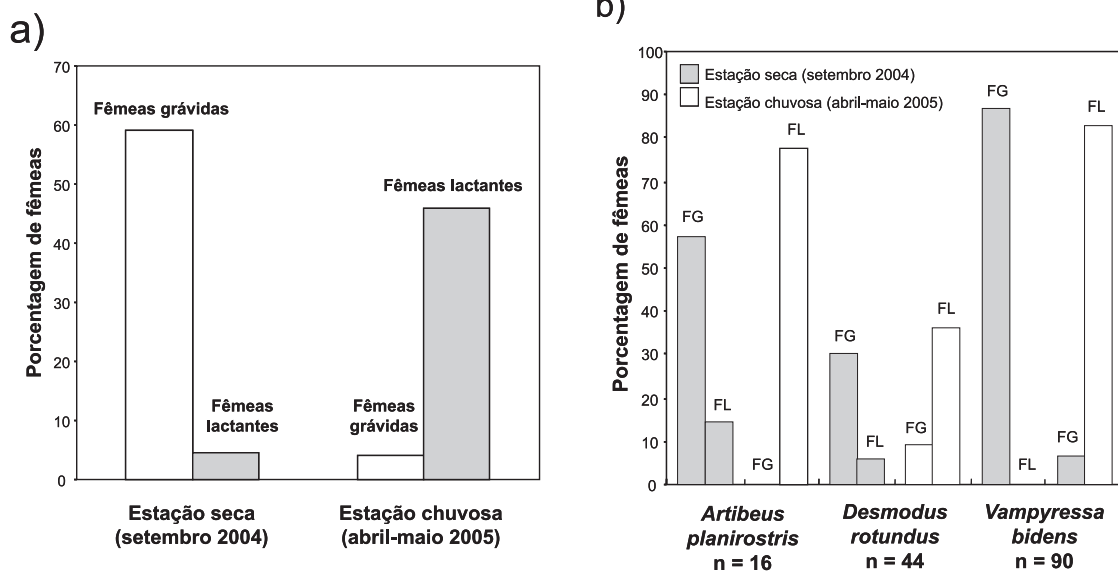 a)
70
60
50
40
30
20
10
0
Porcentagem de fêmeas
Fêmeas grávidas
Fêmeas
lactantes
Fêmeas
grávidas
Fêmeas lactantes
Estação seca
(setembro 2004)
Estação chuvosa
(abril-maio 2005)
b)
100
90
80
70
60
50
40
30
20
10
0
Porcentagem de fêmeas
Estação seca (setembro 2004)
Estação chuvosa (abril-maio 2005)
FG
FL
FG
FL
FG
FL
FG
FL
FG
FL
FG
FL
Artibeus
planirostris
n = 16
Desmodus
rotundus
n = 44
Vampyressa
bidens
n = 90